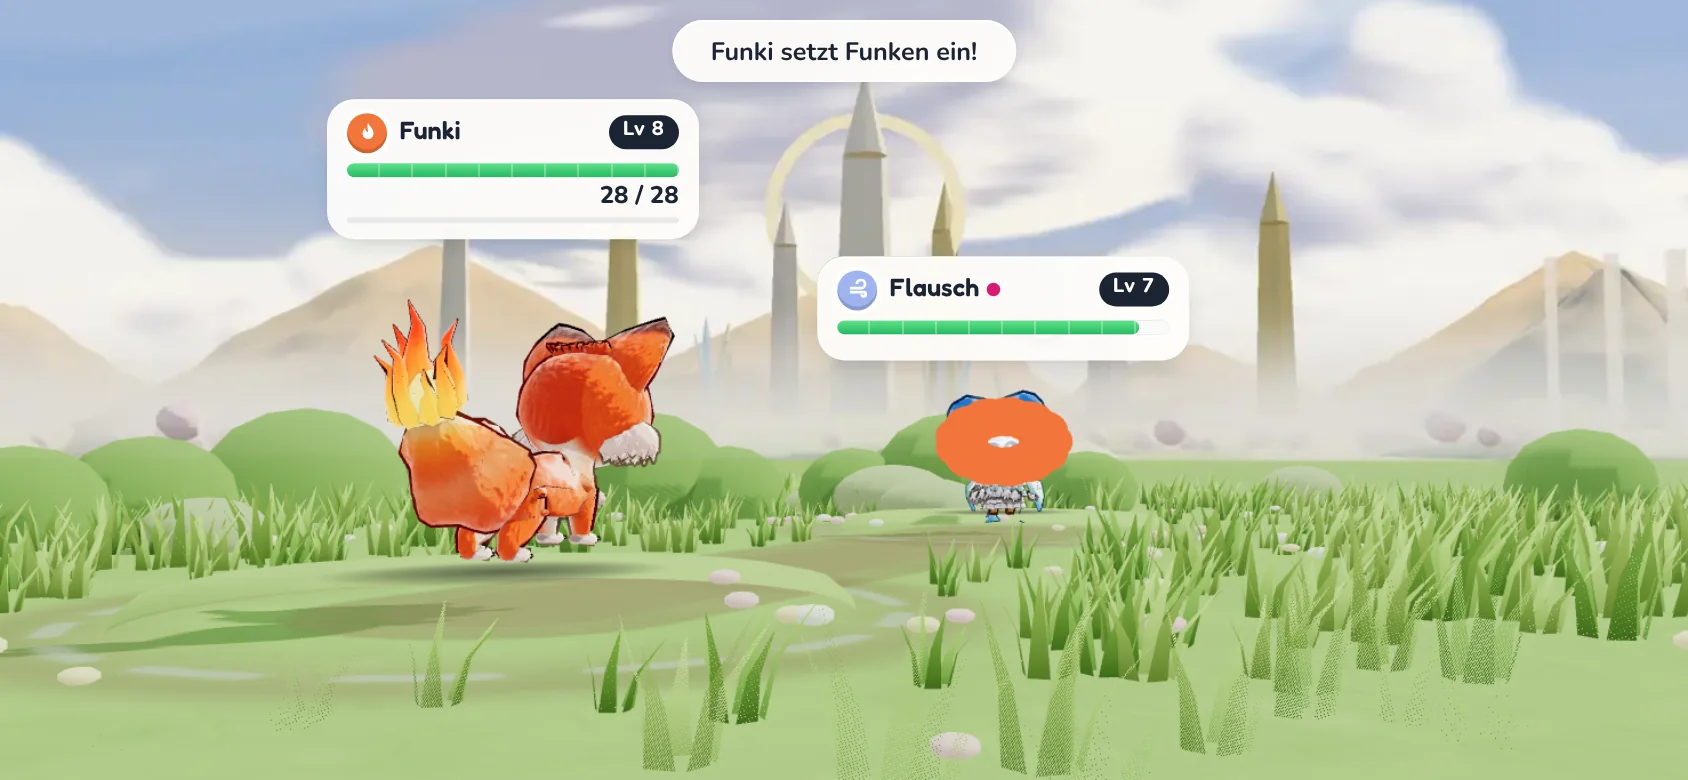 Funki setzt Funken ein!
Funki
Lv 8
28 / 28
Flausch
Lv 7